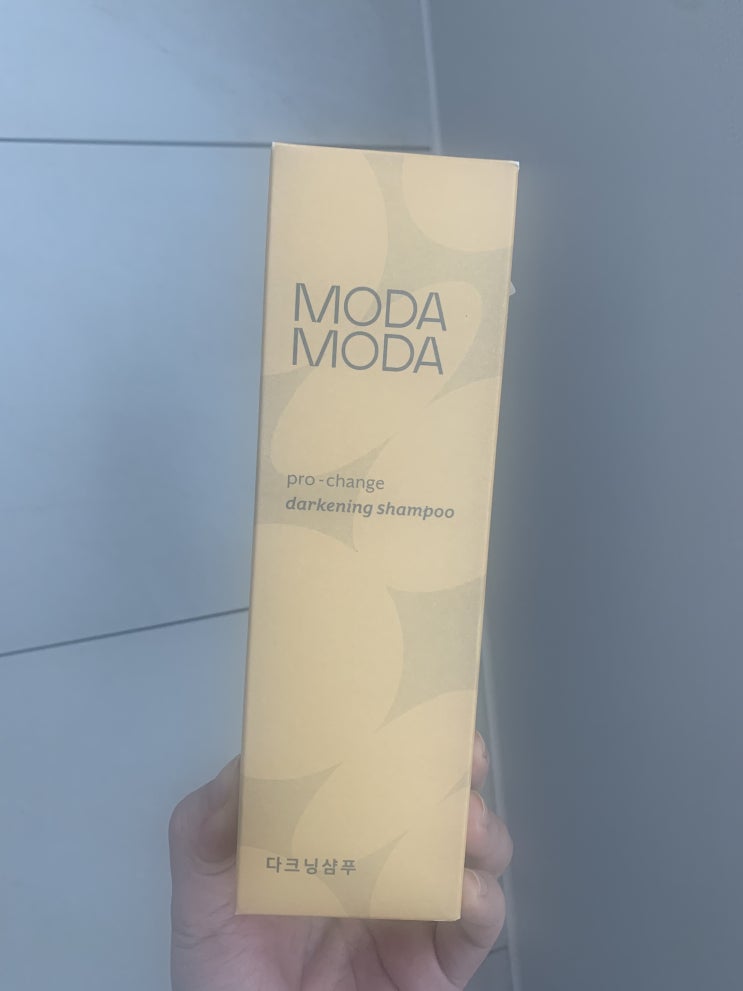 MODA
MODA
pro-change
darkening shampoo
다크닝샴푸